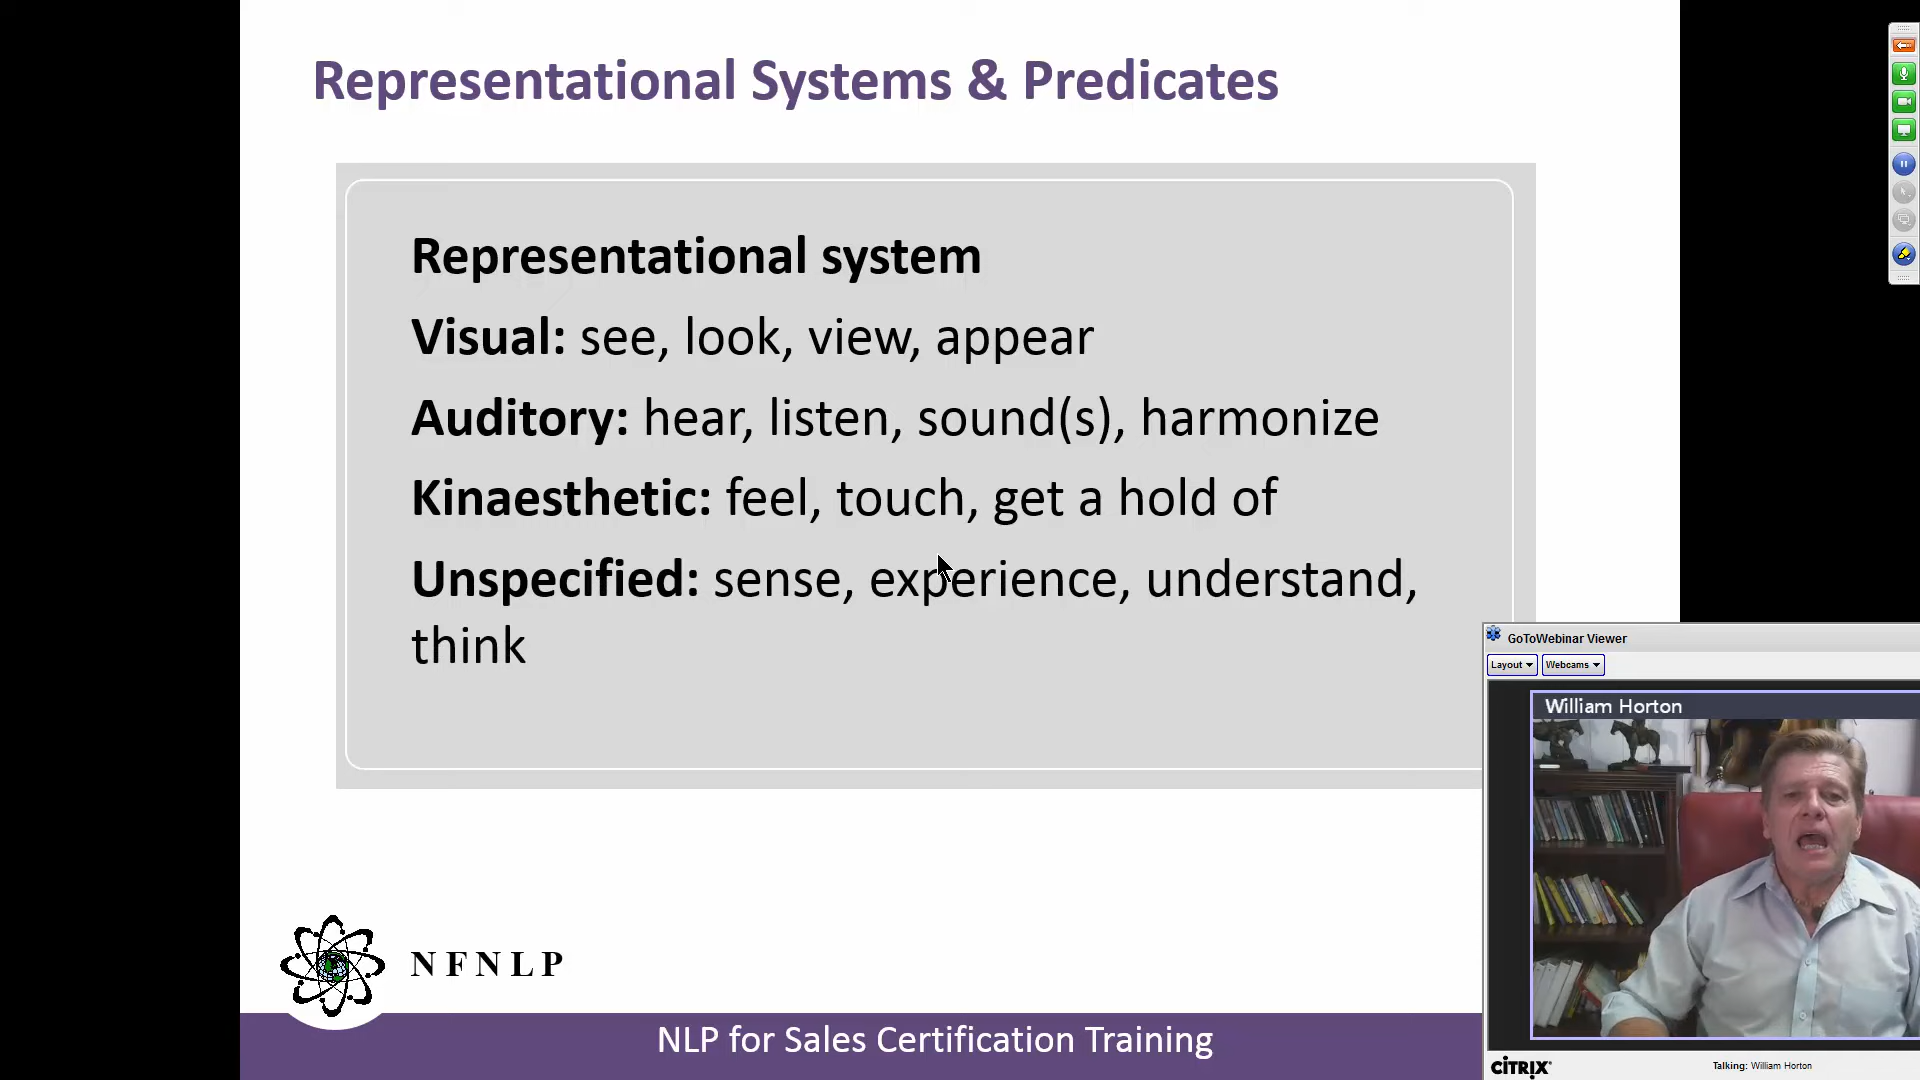 Representational Systems & Predicates
Representational system
Visual: see, look, view, appear
Auditory: hear, listen, sound(s), harmonize
Kinaesthetic: feel, touch, get a hold of
Unspecified: sense, experience, understand,
think
NFNLP
NLP for Sales Certification Training
GoToWebinar Viewer
Layout
Webcams
William Horton
CITRIX
Talking: William Horton